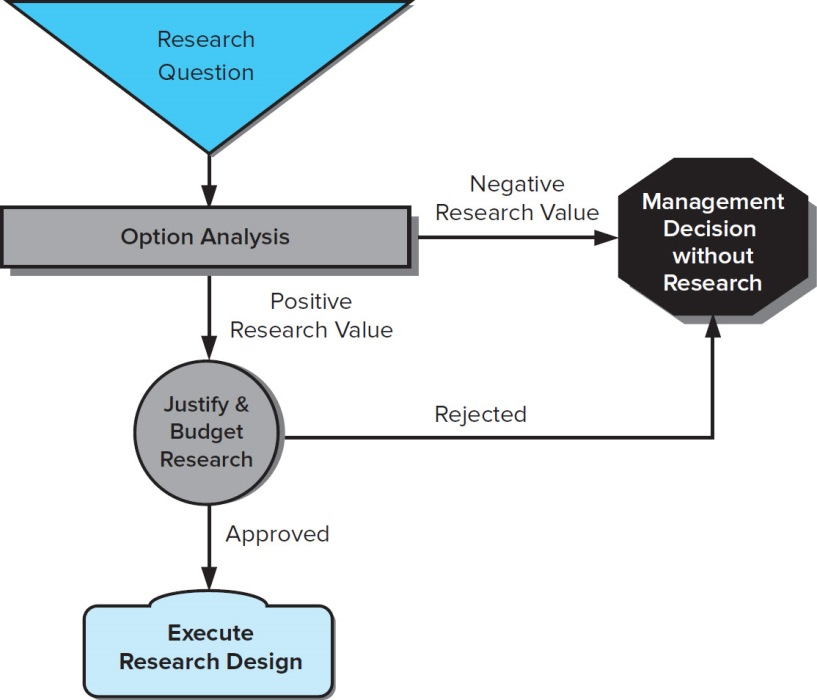 Research
Question
Negative
Research Value
Management
Decision
without
Research
Option Analysis
Positive
Research Value
Justify &
Budget
Research
Rejected
Approved
Execute
Research Design